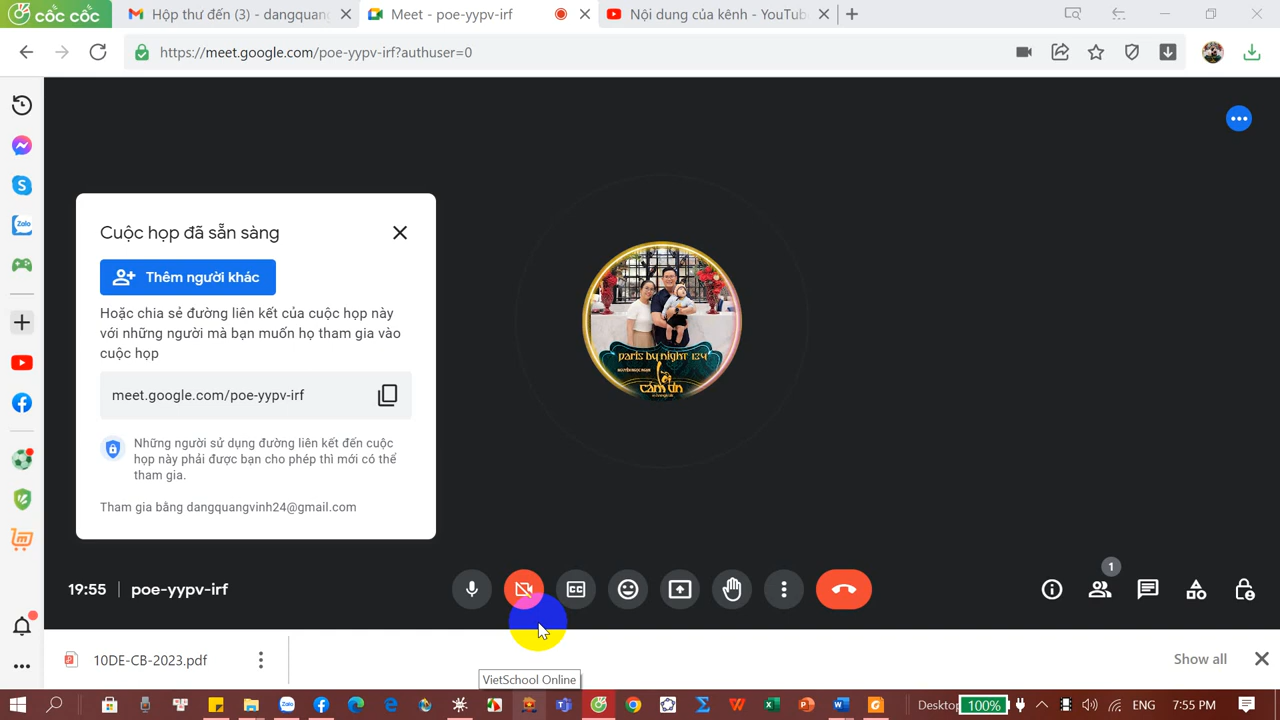 cốc cốc
Hộp thư đến (3) - dangquang
Meet - poe-yypv-irf
Nội dung của kênh - YouTub
https://meet.google.com/poe-yypv-irf?authuser=0
Zalo
Cuộc họp đã sẵn sàng
Thêm người khác
Hoặc chia sẻ đường liên kết của cuộc họp này
với những người mà bạn muốn họ tham gia vào
cuộc họp
meet.google.com/poe-yypv-irf
Những người sử dụng đường liên kết đến cuộc
họp này phải được bạn cho phép thì mới có thể
tham gia.
Tham gia bằng dangquangvinh24@gmail.com
paris by night 134
cảm ơn
1
19:55
poe-yypv-irf
CC
10DE-CB-2023.pdf
Show all
VietSchool Online
Desktop
100%
ENG
7:55 PM